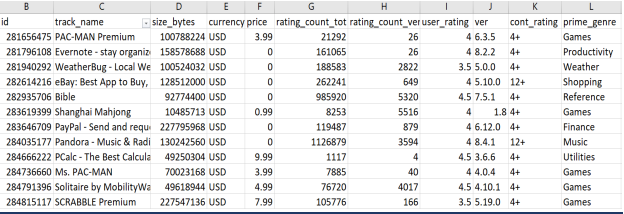 B C D E F G H I J K L
id track_name size_bytes currency price rating_count_tot rating_count_ver user_rating ver cont_rating prime_genre
281656475 PAC-MAN Premium 100788224 USD 3.99 21292 26 4 6.3.5 4+ Games
281796108 Evernote - stay organize 158578688 USD 0 161065 26 4 8.2.2 4+ Productivity
281940292 WeatherBug - Local We 100524032 USD 0 188583 2822 3.5 5.0.0 4+ Weather
282614216 eBay: Best App to Buy, 128512000 USD 0 262241 649 4 5.10.0 12+ Shopping
282935706 Bible 92774400 USD 0 985920 5320 4.5 7.5.1 4+ Reference
283619399 Shanghai Mahjong 10485713 USD 0.99 8253 5516 4 1.8 4+ Games
283646709 PayPal - Send and reque 227795968 USD 0 119487 879 4 6.12.0 4+ Finance
284035177 Pandora - Music & Radi 130242560 USD 0 1126879 3594 4 8.4.1 12+ Music
284666222 PCalc - The Best Calcula 49250304 USD 9.99 1117 4 4.5 3.6.6 4+ Utilities
284736660 Ms. PAC-MAN 70023168 USD 3.99 7885 40 4 4.0.4 4+ Games
284791396 Solitaire by MobilityWa 49618944 USD 4.99 76720 4017 4.5 4.10.1 4+ Games
284815117 SCRABBLE Premium 227547136 USD 7.99 105776 166 3.5 5.19.0 4+ Games